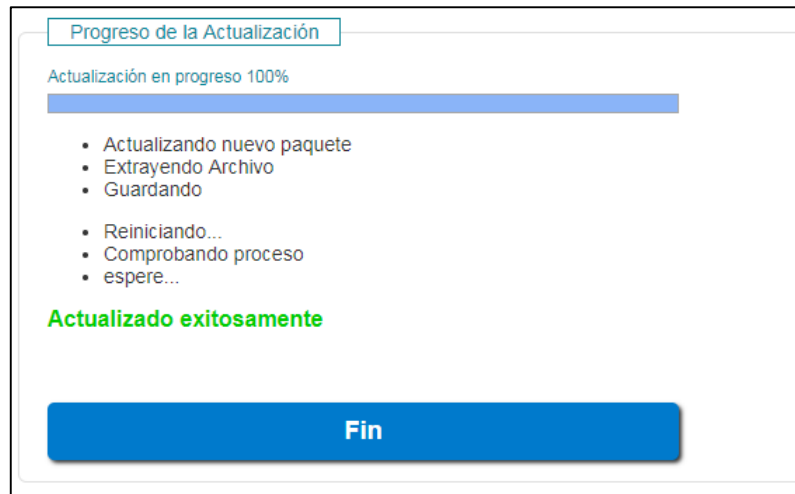 Progreso de la Actualización
Actualización en progreso 100%
Actualizando nuevo paquete
Extrayendo Archivo
Guardando
Reiniciando...
Comprobando proceso
espere...
Actualizado exitosamente
Fin